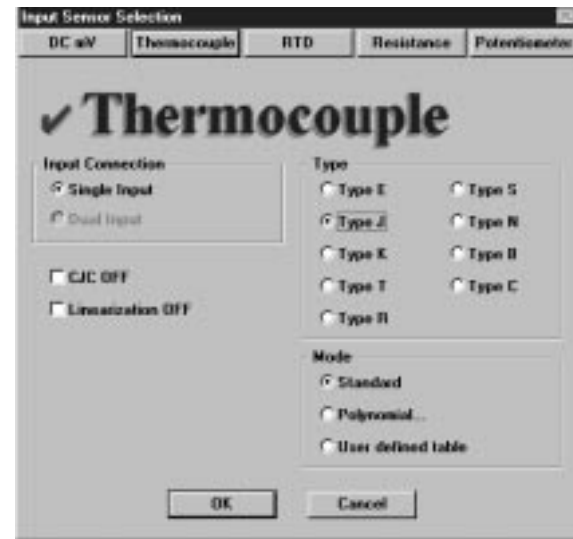 Input Sensor Selection
DC mV
Thermocouple
RTD
Resistance
Potentiometer
Thermocouple
Input Connection
Single Input
Dual Input
CJC OFF
Linearization OFF
Type
Type E
Type S
Type J
Type N
Type K
Type B
Type T
Type C
Type R
Mode
Standard
Polynomial...
User defined table
OK
Cancel